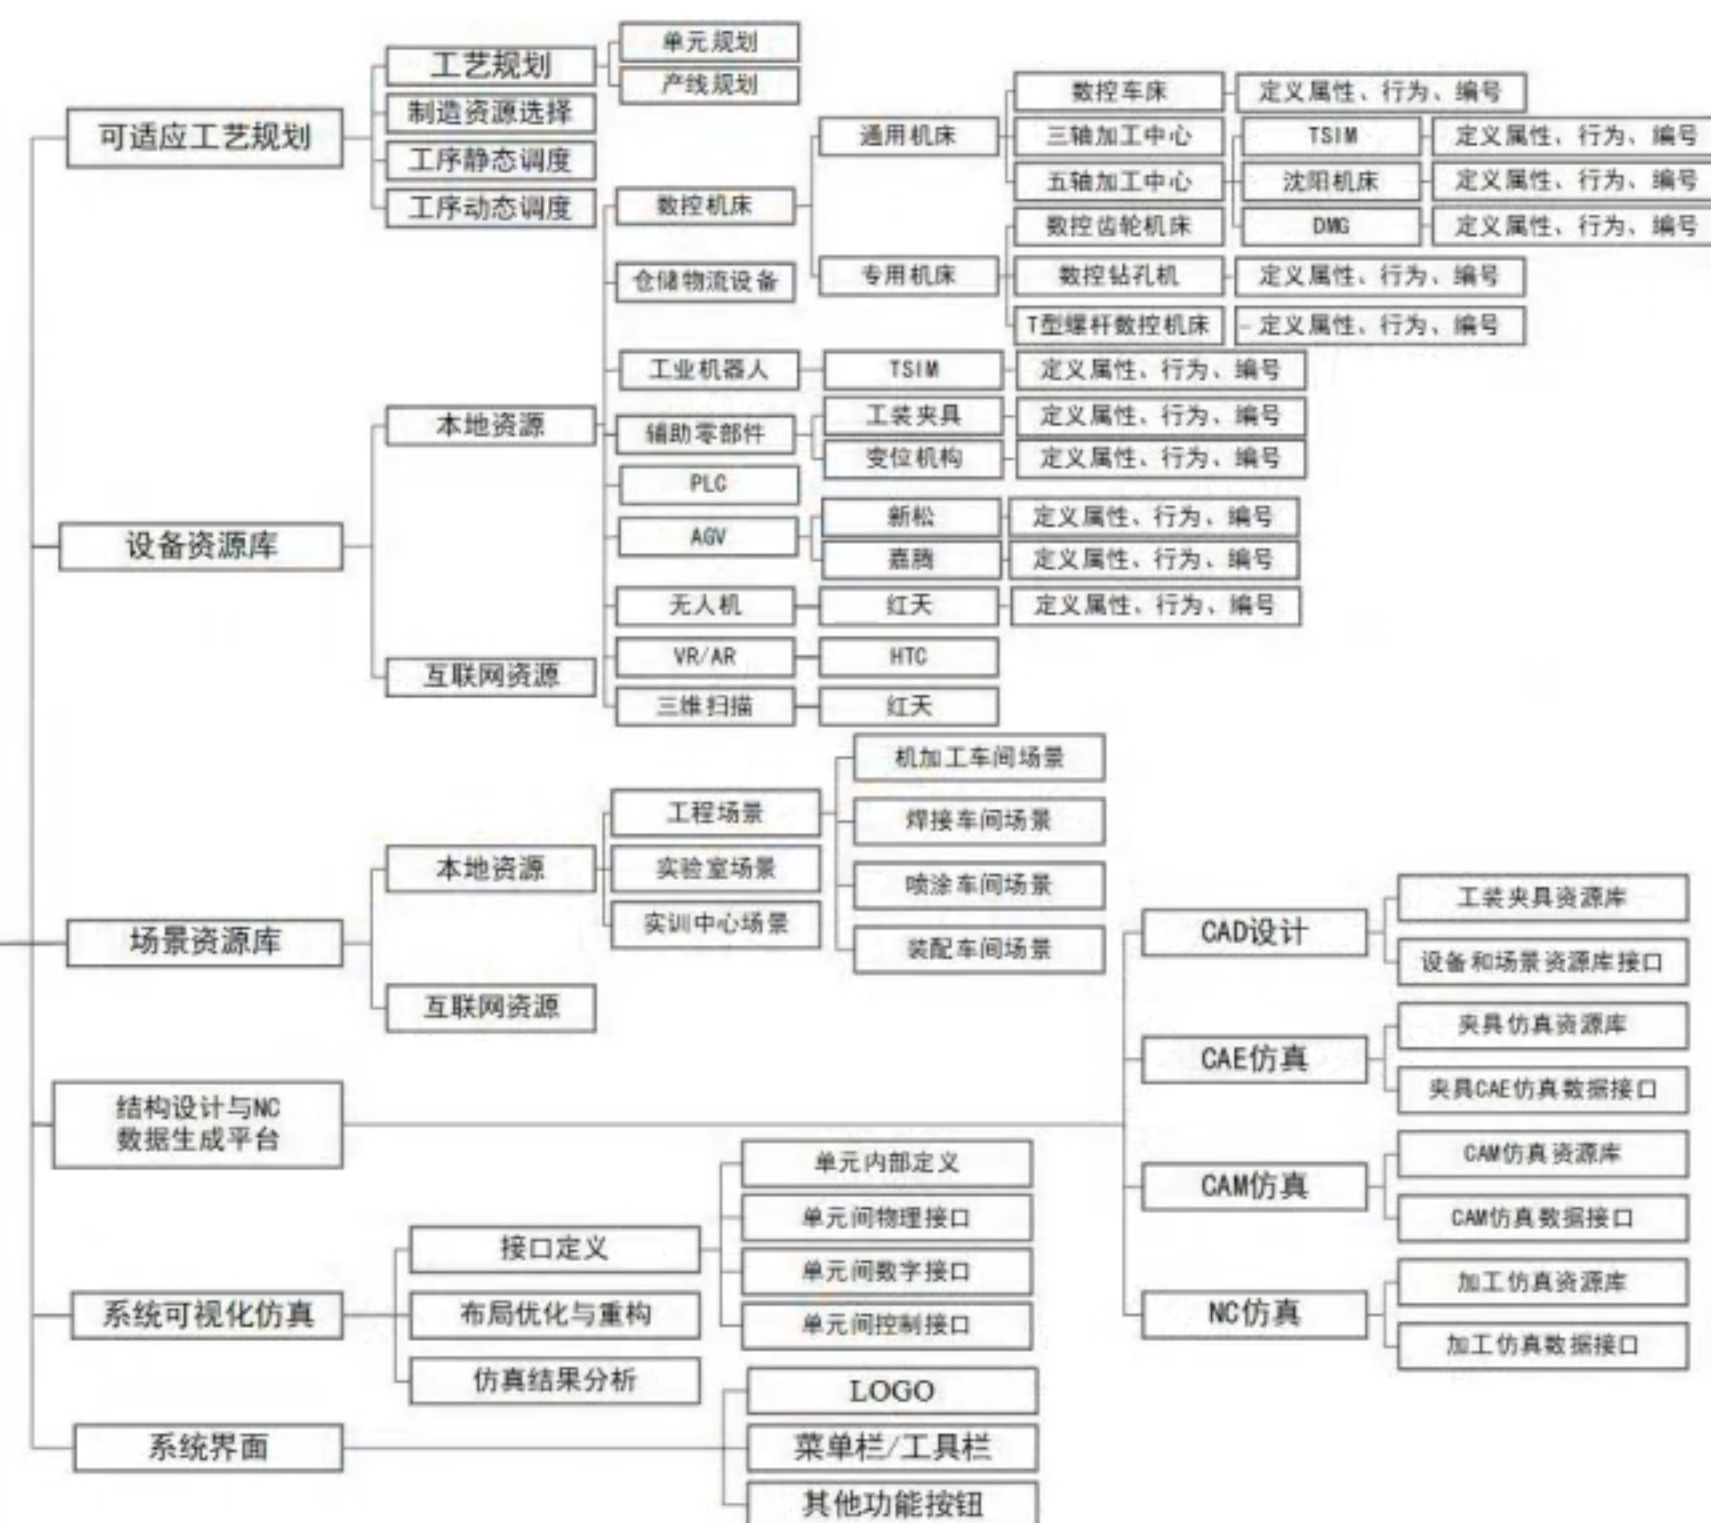 可适应工艺规划
工艺规划
单元规划
产线规划
制造资源选择
工序静态调度
工序动态调度
设备资源库
本地资源
数控机床
通用机床
数控车床
定义属性、行为、编号
三轴加工中心
五轴加工中心
TSIM
定义属性、行为、编号
沈阳机床
定义属性、行为、编号
DMG
定义属性、行为、编号
专用机床
数控齿轮机床
数控钻孔机
定义属性、行为、编号
T型螺杆数控机床
定义属性、行为、编号
仓储物流设备
工业机器人
TSIM
定义属性、行为、编号
辅助零部件
工装夹具
定义属性、行为、编号
变位机构
定义属性、行为、编号
PLC
AGV
新松
定义属性、行为、编号
嘉腾
定义属性、行为、编号
无人机
红天
定义属性、行为、编号
VR/AR
HTC
三维扫描
红天
互联网资源
场景资源库
本地资源
工程场景
机加工车间场景
焊接车间场景
喷涂车间场景
装配车间场景
实验室场景
实训中心场景
互联网资源
结构设计与NC
数据生成平台
CAD设计
工装夹具资源库
设备和场景资源库接口
CAE仿真
夹具仿真资源库
夹具CAE仿真数据接口
CAM仿真
CAM仿真资源库
CAM仿真数据接口
NC仿真
加工仿真资源库
加工仿真数据接口
系统可视化仿真
接口定义
单元内部定义
单元间物理接口
单元间数字接口
单元间控制接口
布局优化与重构
仿真结果分析
系统界面
LOGO
菜单栏/工具栏
其他功能按钮